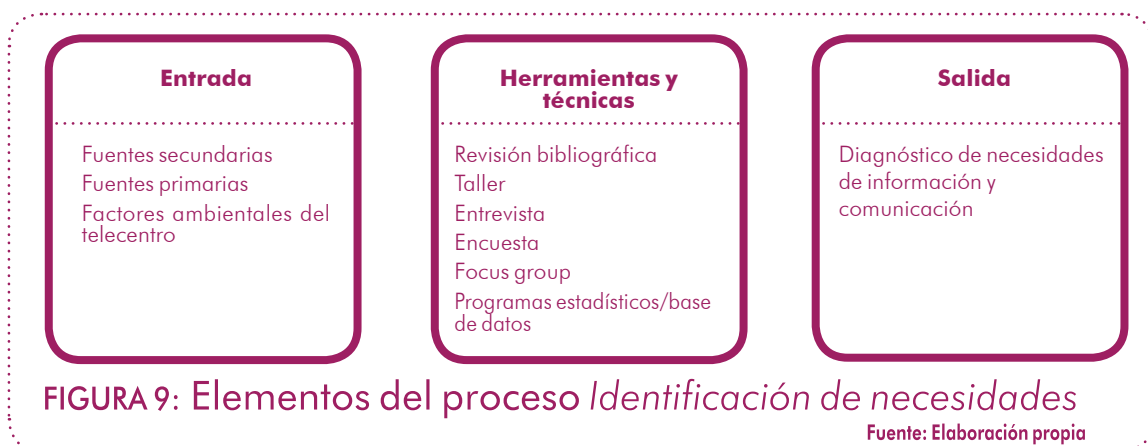 Entrada
Fuentes secundarias
Fuentes primarias
Factores ambientales del
telecentro
Herramientas y
técnicas
Revisión bibliográfica
Taller
Entrevista
Encuesta
Focus group
Programas estadísticos/base
de datos
Salida
Diagnóstico de necesidades
de información y
comunicación
FIGURA 9: Elementos del proceso Identificación de necesidades
Fuente: Elaboración propia